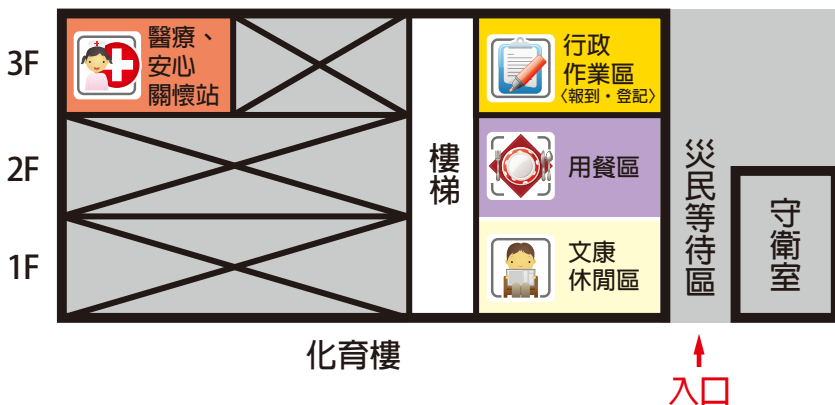 3F
醫療、
安心
關懷站
行政
作業區
〈報到・登記〉
2F
樓梯
用餐區
1F
文康
休閒區
災民等待區
守衛室
化育樓
入口